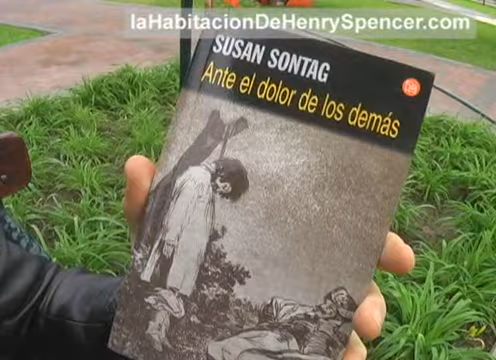 laHabitacionDeHenrySpencer.com
SUSAN SONTAG
Ante el dolor de los demás